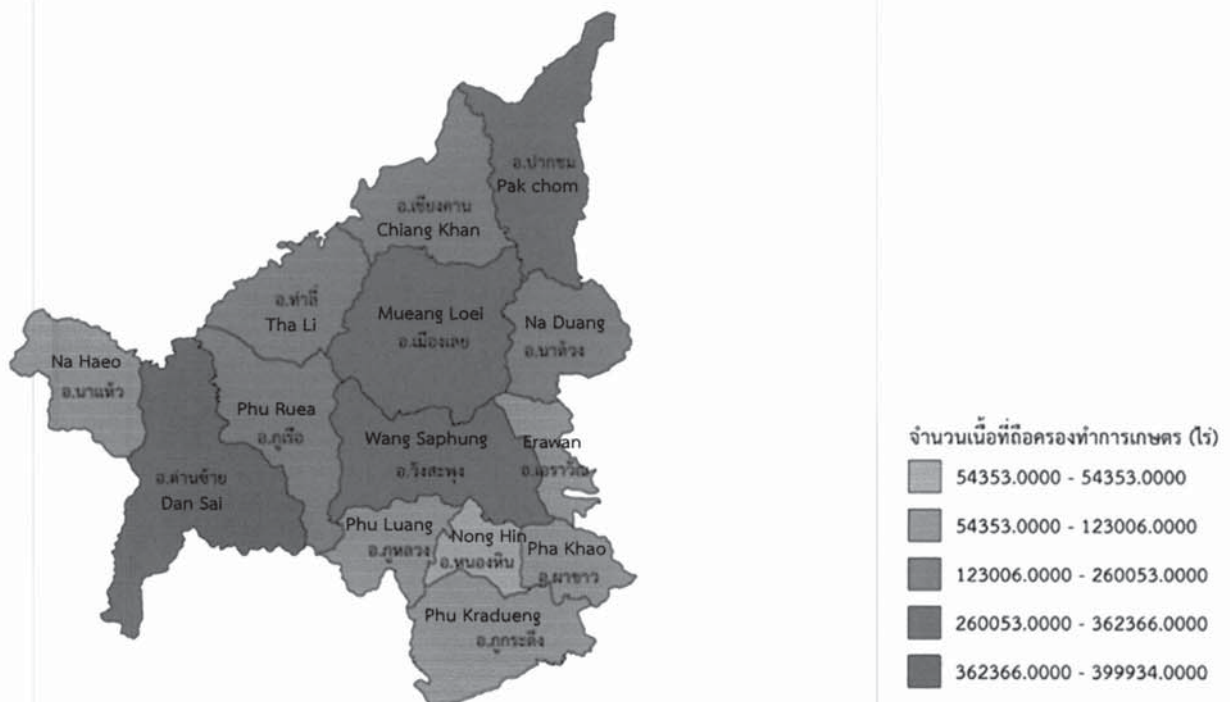 อ.ปากชม
Pak chom
อ.เชียงคาน
Chiang Khan
อ.ท่าลี่
Tha Li
Mueang Loei
อ.เมืองเลย
Na Duang
อ.นาด้วง
Na Haeo
อ.นาแห้ว
Phu Ruea
อ.ภูเรือ
Wang Saphung
อ.วังสะพุง
Erawan
อ.เอราวัณ
อ.ด่านซ้าย
Dan Sai
Phu Luang
อ.ภูหลวง
Nong Hin
อ.หนองหิน
Pha Khao
อ.ผาขาว
Phu Kradueng
อ.ภูกระดึง
จำนวนเนื้อที่ถือครองทำการเกษตร (ไร่)
54353.0000 - 54353.0000
54353.0000 - 123006.0000
123006.0000 - 260053.0000
260053.0000 - 362366.0000
362366.0000 - 399934.0000